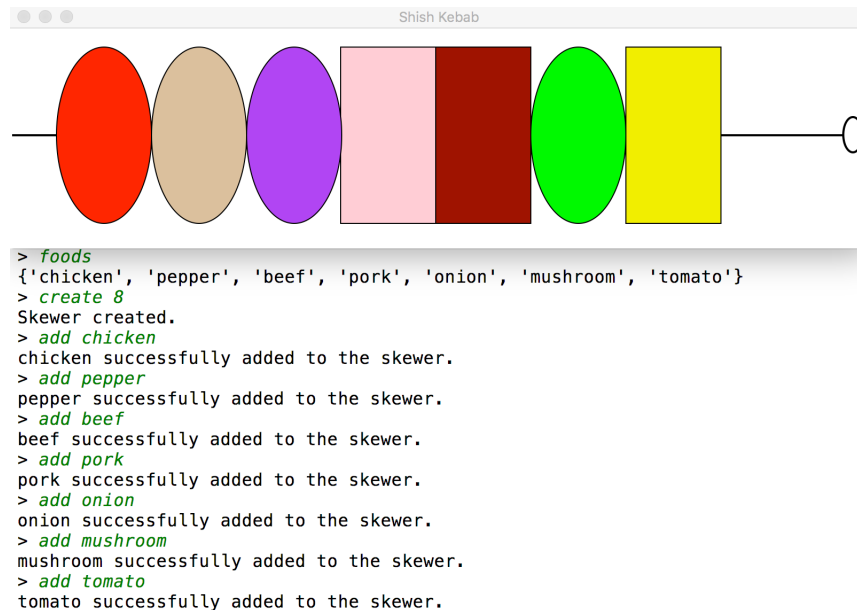 Shish Kebab
> foods
{'chicken', 'pepper', 'beef', 'pork', 'onion', 'mushroom', 'tomato'}
> create 8
Skewer created.
> add chicken
chicken successfully added to the skewer.
> add pepper
pepper successfully added to the skewer.
> add beef
beef successfully added to the skewer.
> add pork
pork successfully added to the skewer.
> add onion
onion successfully added to the skewer.
> add mushroom
mushroom successfully added to the skewer.
> add tomato
tomato successfully added to the skewer.